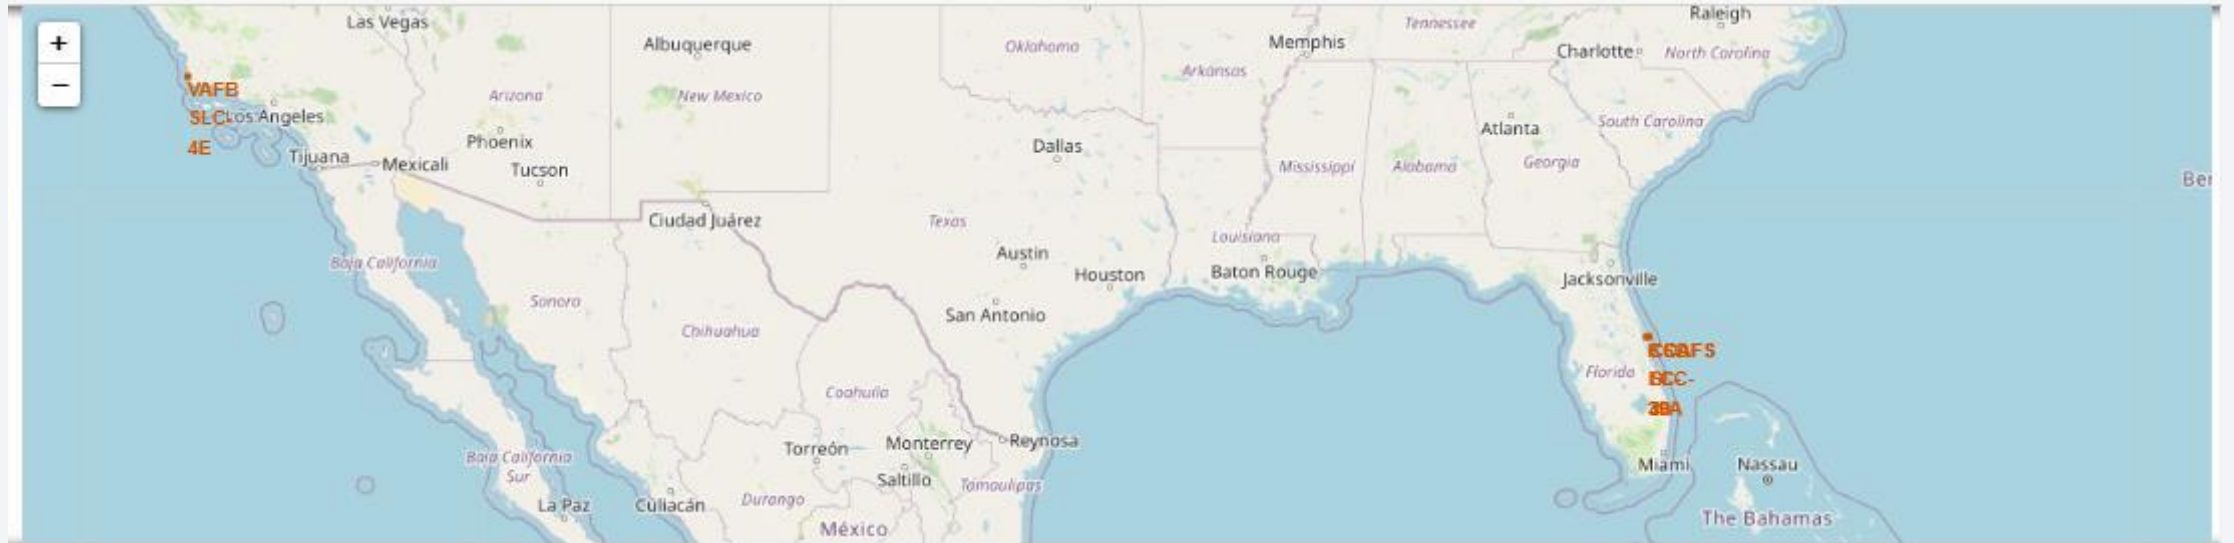 +
−
Las Vegas
Albuquerque
Oklahoma
Memphis
Tennessee
Raleigh
Charlotte
North Carolina
VAFB
SLC-
4E
Los Angeles
Arizona
New Mexico
Arkansas
South Carolina
Phoenix
Dallas
Atlanta
Tijuana
Mexicali
Tucson
Mississippi
Alabama
Georgia
Ber
Ciudad Juárez
Texas
Louisiana
Baja California
Austin
Houston
Baton Rouge
Jacksonville
Sonora
San Antonio
Chihuahua
Florida
Coahuila
Torreón
Monterrey
Reynosa
Baja California
Sur
Saltillo
Tamaulipas
Miami
Nassau
La Paz
Culiacán
Durango
México
The Bahamas